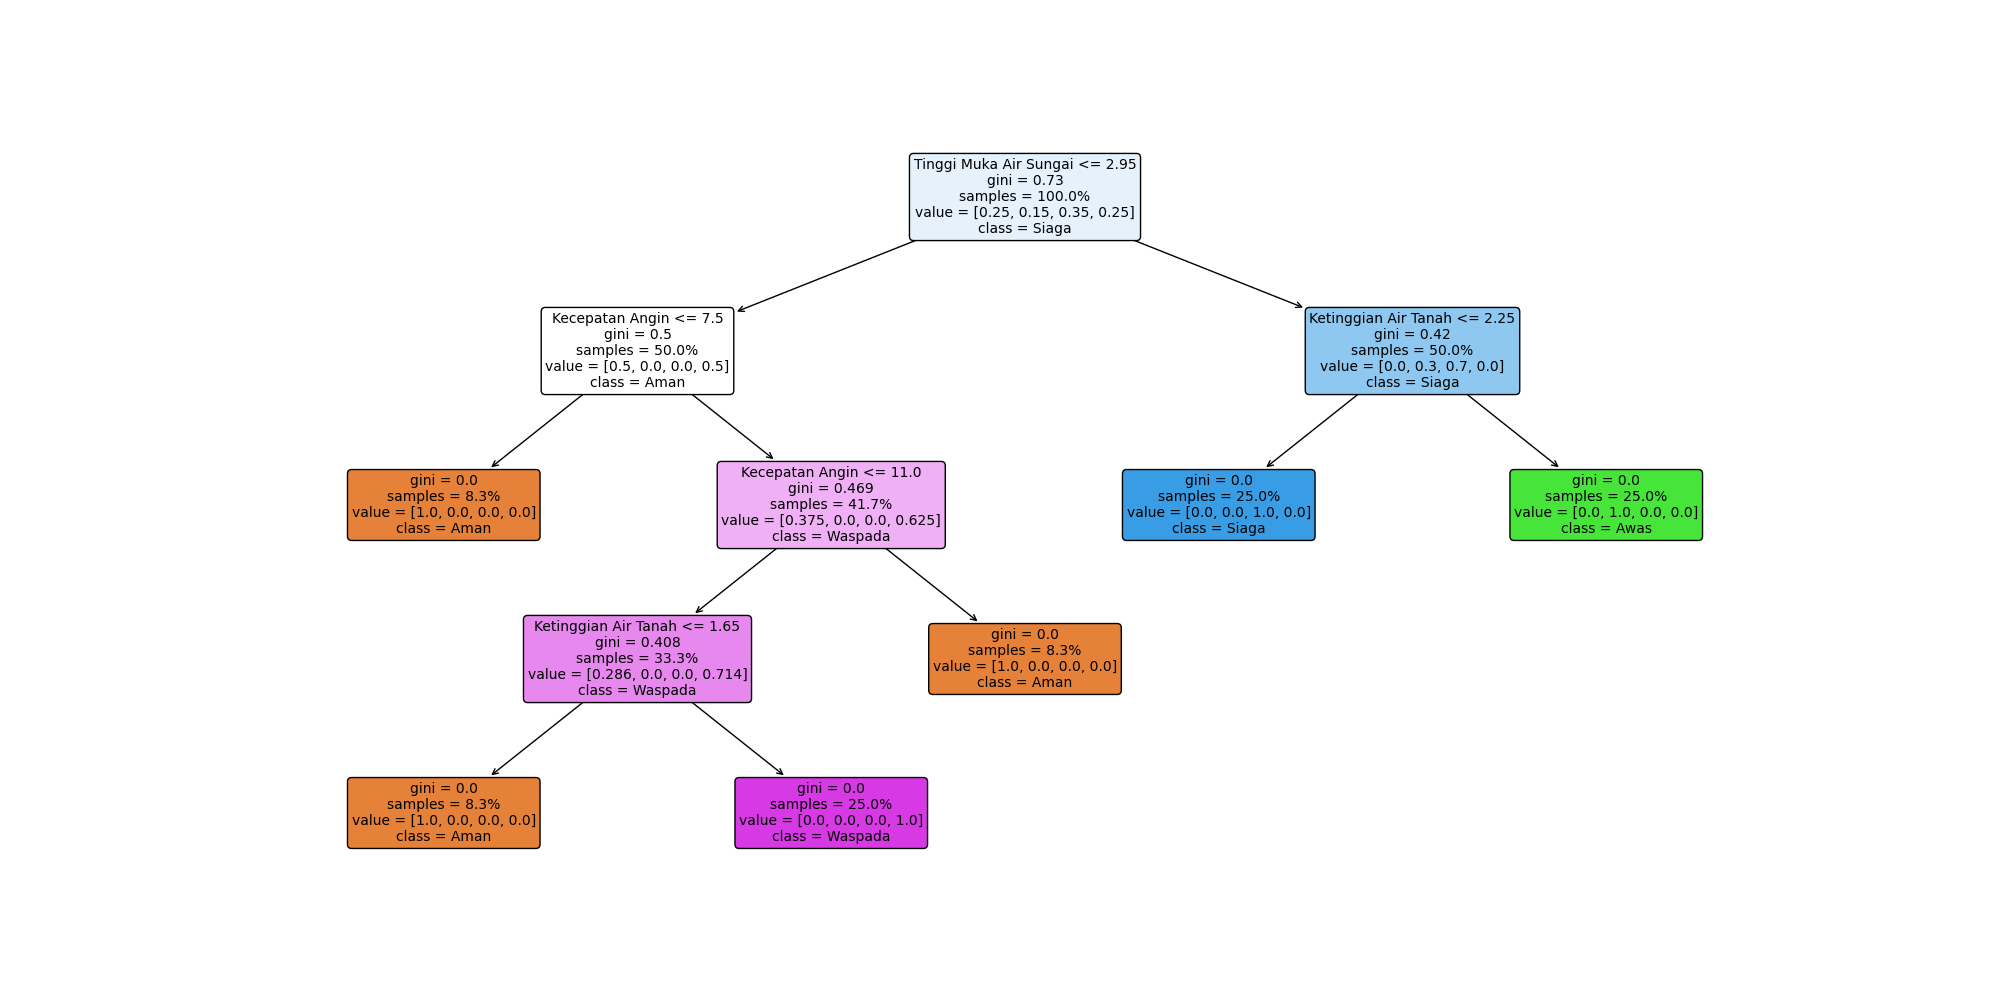 Tinggi Muka Air Sungai <= 2.95
gini = 0.73
samples = 100.0%
value = [0.25, 0.15, 0.35, 0.25]
class = Siaga
Kecepatan Angin <= 7.5
gini = 0.5
samples = 50.0%
value = [0.5, 0.0, 0.0, 0.5]
class = Aman
Ketinggian Air Tanah <= 2.25
gini = 0.42
samples = 50.0%
value = [0.0, 0.3, 0.7, 0.0]
class = Siaga
gini = 0.0
samples = 8.3%
value = [1.0, 0.0, 0.0, 0.0]
class = Aman
Kecepatan Angin <= 11.0
gini = 0.469
samples = 41.7%
value = [0.375, 0.0, 0.0, 0.625]
class = Waspada
gini = 0.0
samples = 25.0%
value = [0.0, 0.0, 1.0, 0.0]
class = Siaga
gini = 0.0
samples = 25.0%
value = [0.0, 1.0, 0.0, 0.0]
class = Awas
Ketinggian Air Tanah <= 1.65
gini = 0.408
samples = 33.3%
value = [0.286, 0.0, 0.0, 0.714]
class = Waspada
gini = 0.0
samples = 8.3%
value = [1.0, 0.0, 0.0, 0.0]
class = Aman
gini = 0.0
samples = 8.3%
value = [1.0, 0.0, 0.0, 0.0]
class = Aman
gini = 0.0
samples = 25.0%
value = [0.0, 0.0, 0.0, 1.0]
class = Waspada